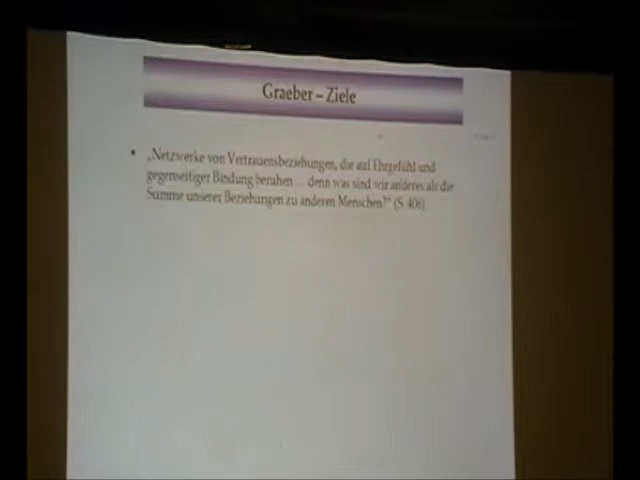 Graeber – Ziele
• „Netzwerke von Vertrauensbeziehungen, die auf Ehrgefühl und
gegenseitiger Bindung beruhen ... denn was sind wir anderes als die
Summe unserer Beziehungen zu anderen Menschen?“ (S. 406)